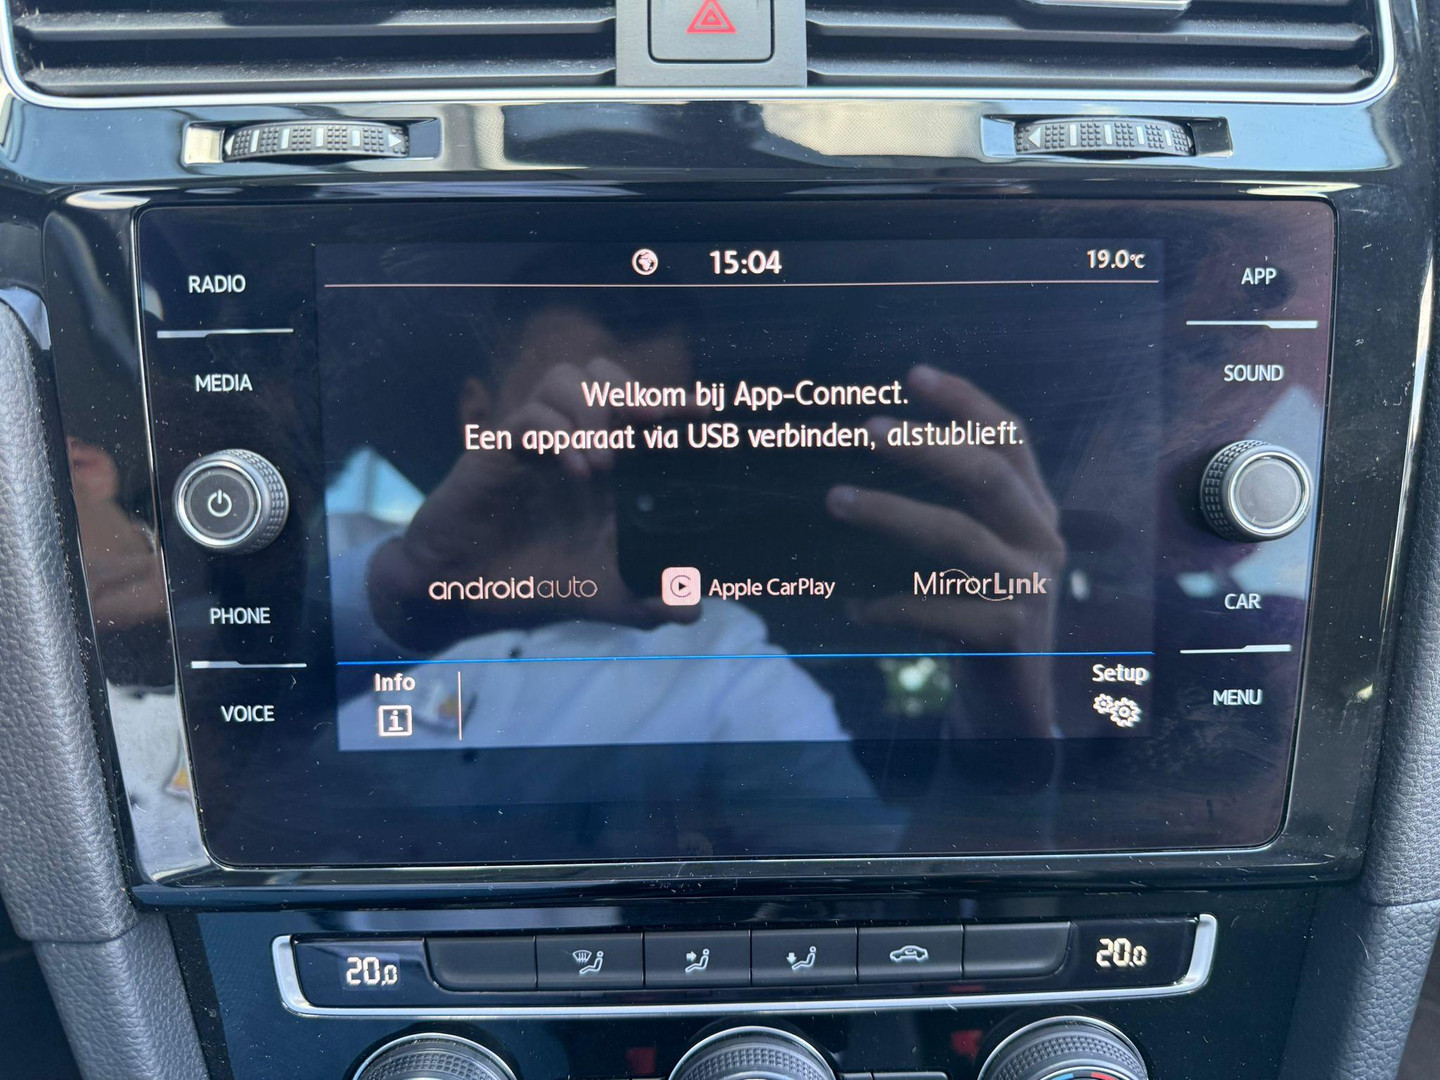 15:04
19.0°C
RADIO
APP
MEDIA
SOUND
Welkom bij App-Connect.
Een apparaat via USB verbinden, alstublieft.
androidauto
Apple CarPlay
MirrorLink
PHONE
CAR
Info
Setup
VOICE
MENU
20.0
20.0